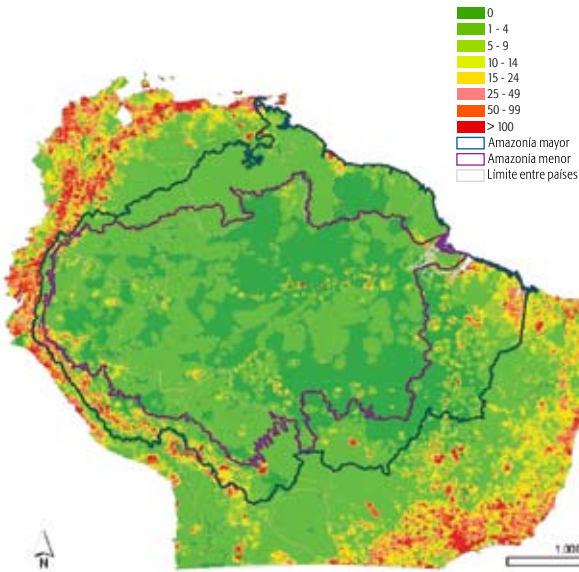 0
1 - 4
5 - 9
10 - 14
15 - 24
25 - 49
50 - 99
> 100
Amazonía mayor
Amazonía menor
Límite entre países
N